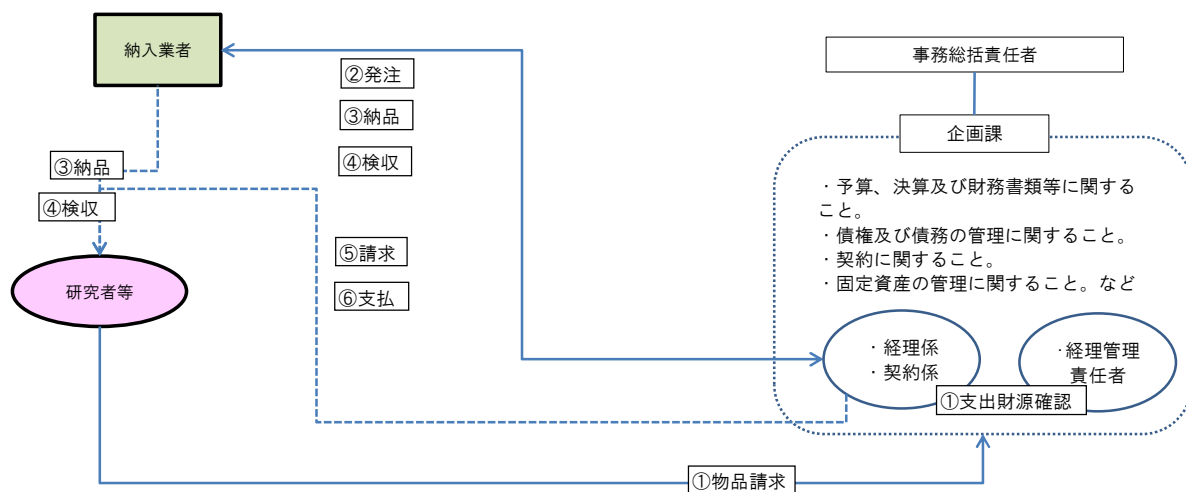 納入業者
事務総括責任者
②発注
③納品
④検収
企画課
③納品
④検収
・予算、決算及び財務書類等に関する
こと。
・債権及び債務の管理に関すること。
・契約に関すること。
・固定資産の管理に関すること。など
⑤請求
⑥支払
研究者等
・経理係
・契約係
・経理管理
責任者
①支出財源確認
①物品請求